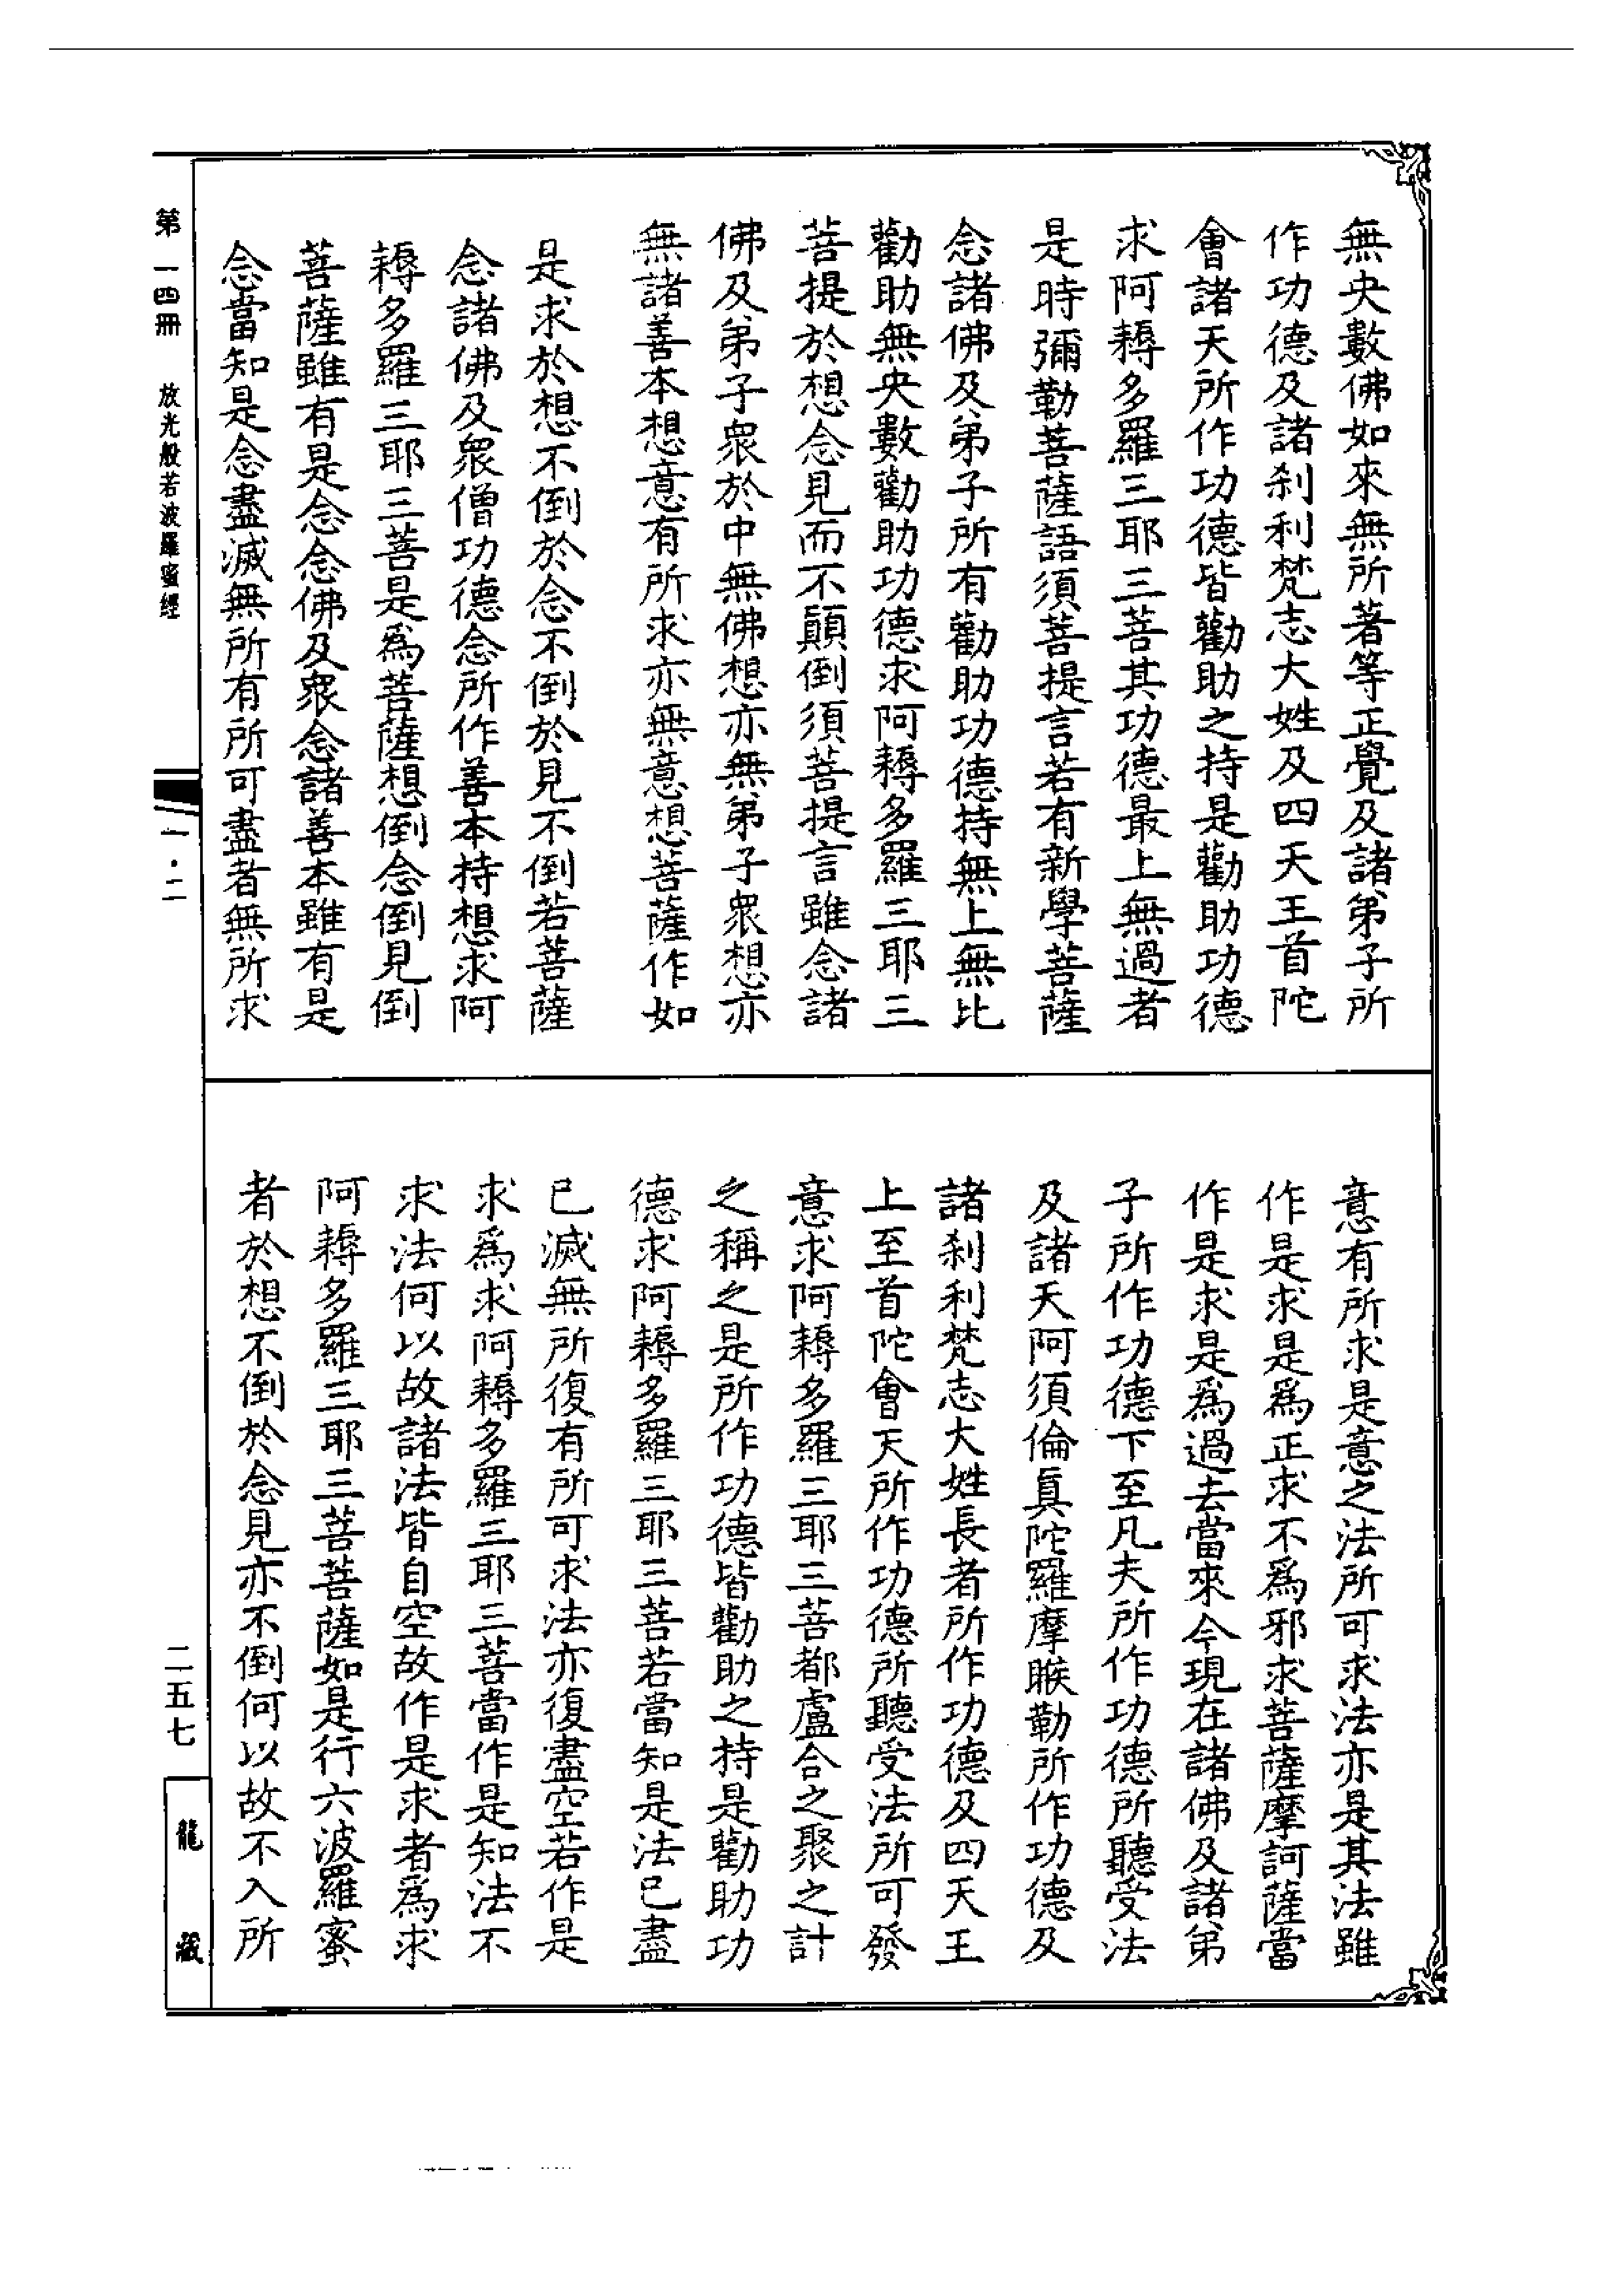 無央數佛如來無所著等正覺及諸弟子所
作功德及諸刹利梵志大姓及四天王首陀
會諸天所作功德皆勸助之持是勸助功德
求阿耨多羅三耶三菩其功德最上無過者
是時彌勒菩薩語須菩提言若有新學菩薩
念諸佛及弟子所有勸助功德持無上無比
勸助無央數勸助功德求阿耨多羅三耶三
菩提於想念見而不顛倒須菩提言雖念諸
佛及弟子衆於中無佛想亦無弟子衆想亦
無諸善本想意有所求亦無意想菩薩作如
是求於想不倒於念不倒於見不倒若菩薩
念諸佛及衆僧功德念所作善本持想求阿
耨多羅三耶三菩是爲菩薩想倒念倒見倒
菩薩雖有是念念佛及衆念諸善本雖有是
念當知是念盡滅無所有所可盡者無所求
意有所求是意之法所可求法亦是其法雖
作是求是爲正求不爲邪求菩薩摩訶薩當
作是求是爲過去當來今現在諸佛及諸弟
子所作功德下至凡夫所作功德所聽受法
及諸天阿須倫眞陀羅摩睺勒所作功德及
諸刹利梵志大姓長者所作功德及四天王
上至首陀會天所作功德所聽受法所可發
意求阿耨多羅三耶三菩都盧合之聚之計
之稱之是所作功德皆勸助之持是勸助功
德求阿耨多羅三耶三菩若當知是法已盡
已滅無所復有所可求法亦復盡空若作是
求爲求阿耨多羅三耶三菩當作是知法不
求法何以故諸法皆自空故作是求者爲求
阿耨多羅三耶三菩菩薩如是行六波羅蜜
者於想不倒於念見亦不倒何以故不入所
第一四冊 放光般若波羅蜜經
一·二
二五七
龍藏